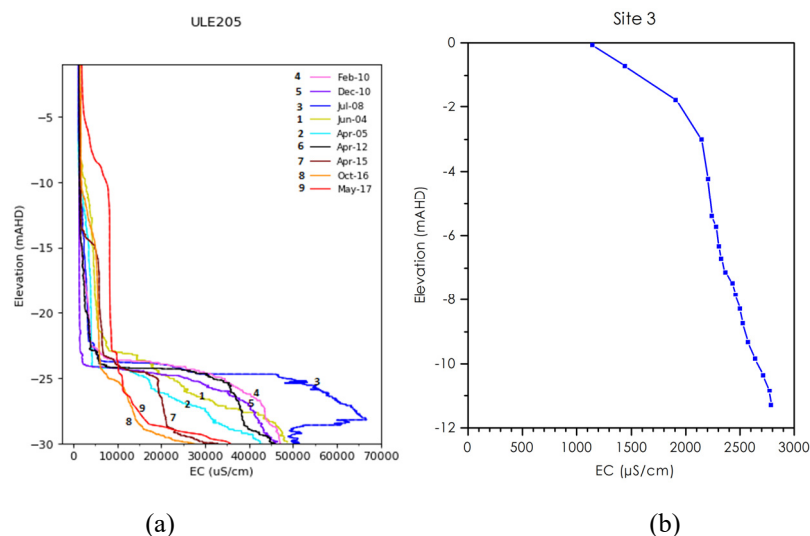 ULE205
4 Feb-10
5 Dec-10
3 Jul-08
1 Jun-04
2 Apr-05
6 Apr-12
7 Apr-15
8 Oct-16
9 May-17
Elevation (mAHD)
−5
−10
−15
−20
−25
−30
3
4
5
1
2
9
7
8
0 10000 20000 30000 40000 50000 60000 70000
EC (uS/cm)
(a)
Site 3
Elevation (mAHD)
0
-2
-4
-6
-8
-10
-12
0 500 1000 1500 2000 2500 3000
EC (µS/cm)
(b)